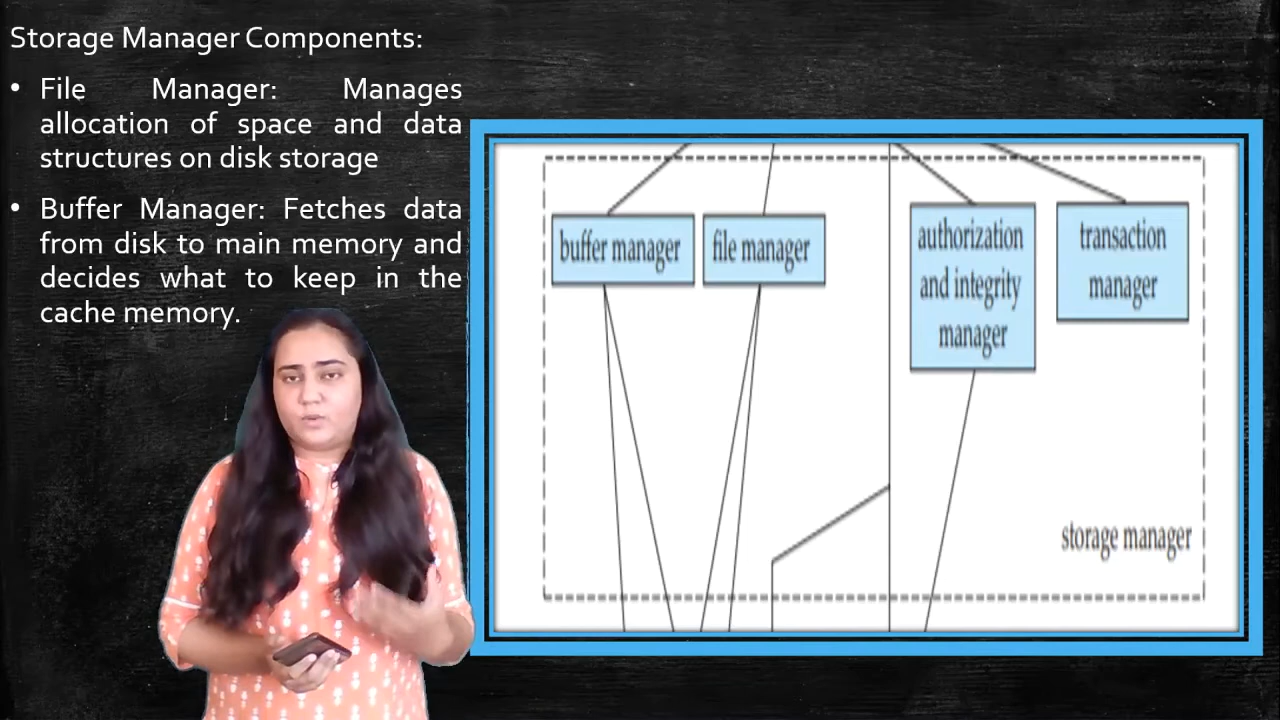 Storage Manager Components:
• File Manager: Manages
allocation of space and data
structures on disk storage
• Buffer Manager: Fetches data
from disk to main memory and
decides what to keep in the
cache memory.
buffer manager
file manager
authorization
and integrity
manager
transaction
manager
storage manager